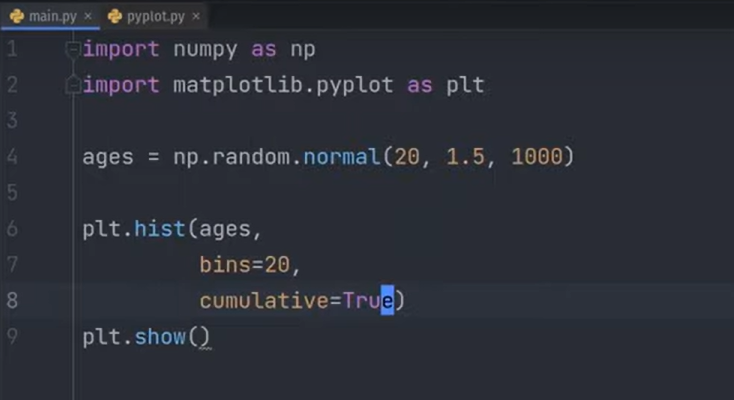 main.py × pyplot.py ×
1 import numpy as np
2 import matplotlib.pyplot as plt
3
4 ages = np.random.normal(20, 1.5, 1000)
5
6 plt.hist(ages,
7 bins=20,
8 cumulative=True)
9 plt.show()